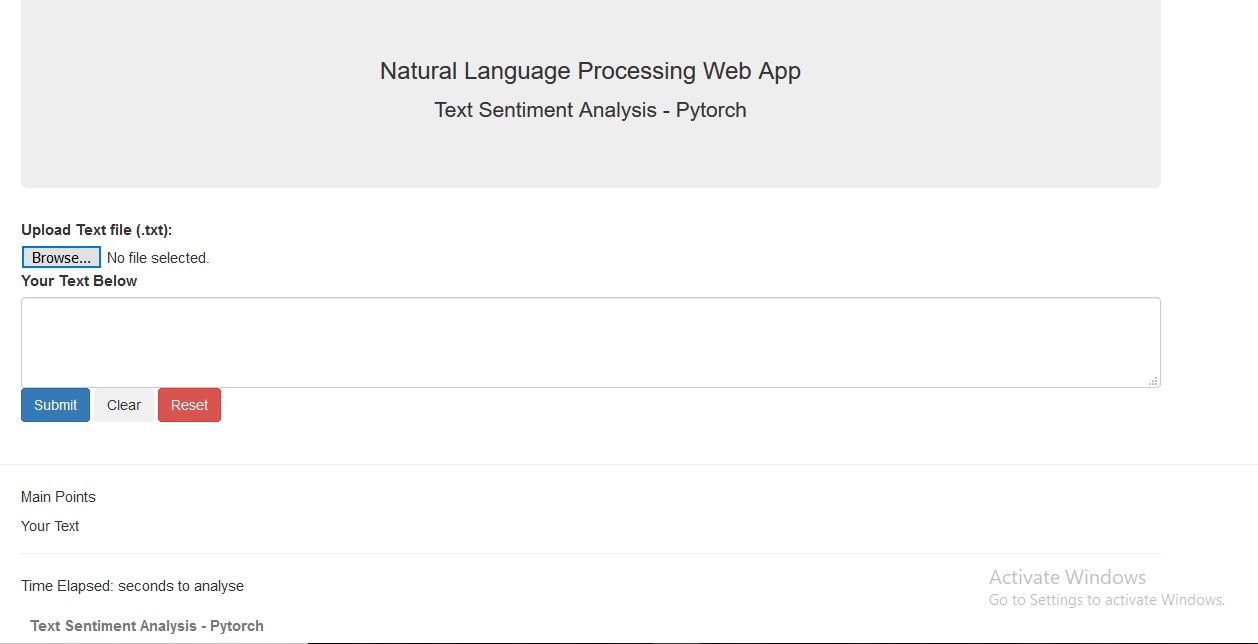 Natural Language Processing Web App
Text Sentiment Analysis - Pytorch
Upload Text file (.txt):
Browse... No file selected.
Your Text Below
Submit Clear Reset
Main Points
Your Text
Time Elapsed: seconds to analyse
Activate Windows
Go to Settings to activate Windows.
Text Sentiment Analysis - Pytorch